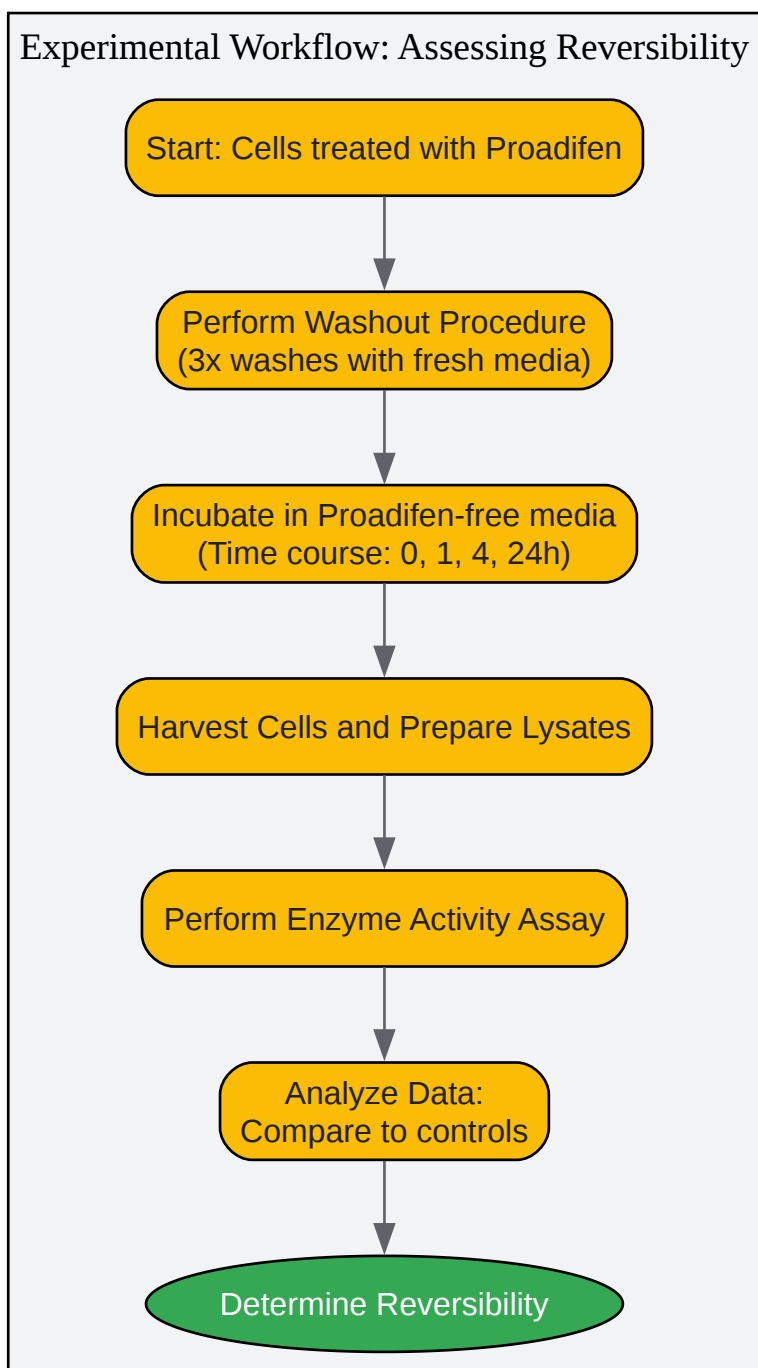 Experimental Workflow: Assessing Reversibility
Start: Cells treated with Proadifen
Perform Washout Procedure
(3x washes with fresh media)
Incubate in Proadifen-free media
(Time course: 0, 1, 4, 24h)
Harvest Cells and Prepare Lysates
Perform Enzyme Activity Assay
Analyze Data:
Compare to controls
Determine Reversibility